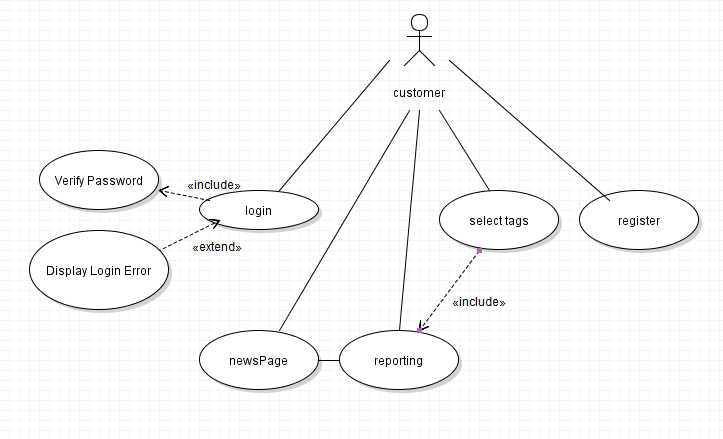 customer
Verify Password
«include»
login
select tags
register
«extend»
Display Login Error
«include»
newsPage
reporting